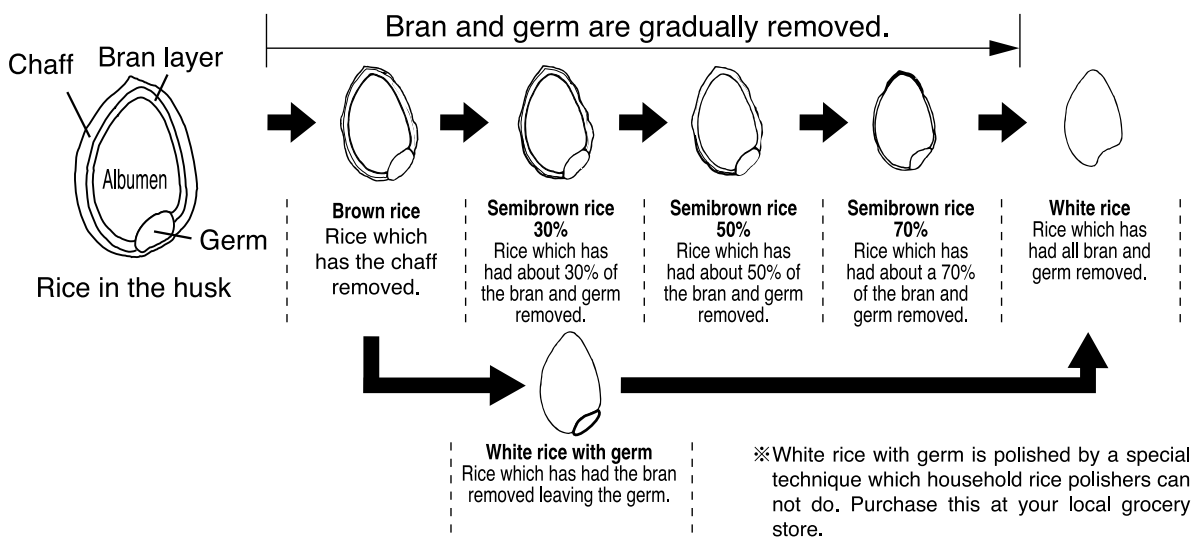 Bran and germ are gradually removed.
Chaff
Bran layer
Albumen
Germ
Rice in the husk
Brown rice
Rice which
has the chaff
removed.
Semibrown rice
30%
Rice which has
had about 30% of
the bran and germ
removed.
Semibrown rice
50%
Rice which has
had about 50% of
the bran and germ
removed.
Semibrown rice
70%
Rice which has
had about a 70%
of the bran and
germ removed.
White rice
Rice which has
had all bran and
germ removed.
White rice with germ
Rice which has had the bran
removed leaving the germ.
※White rice with germ is polished by a special
technique which household rice polishers can
not do. Purchase this at your local grocery
store.